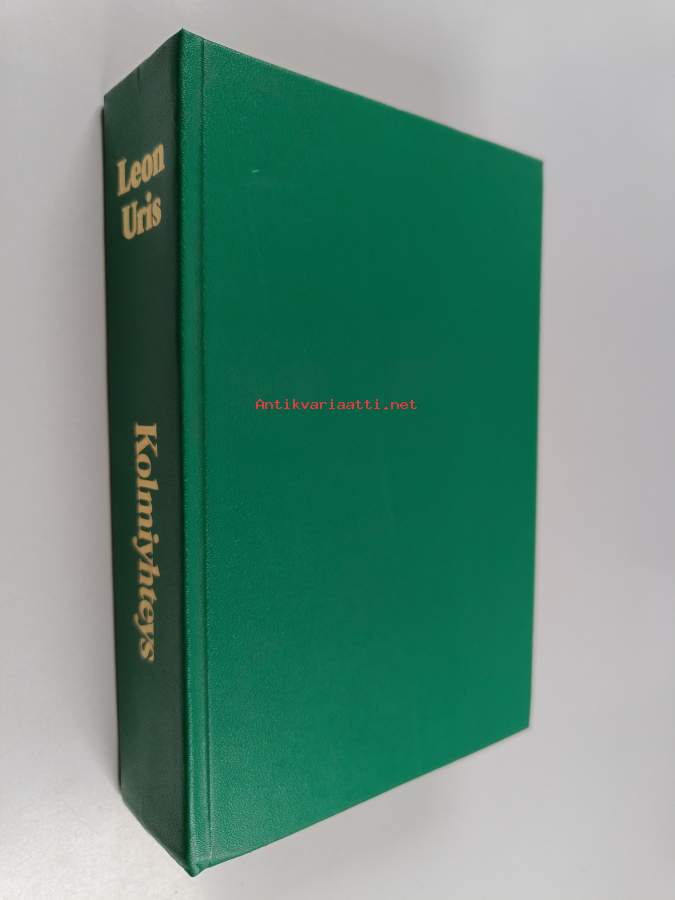 Leon
Uris
Kolmiyhteys
Antikvariaatti.net